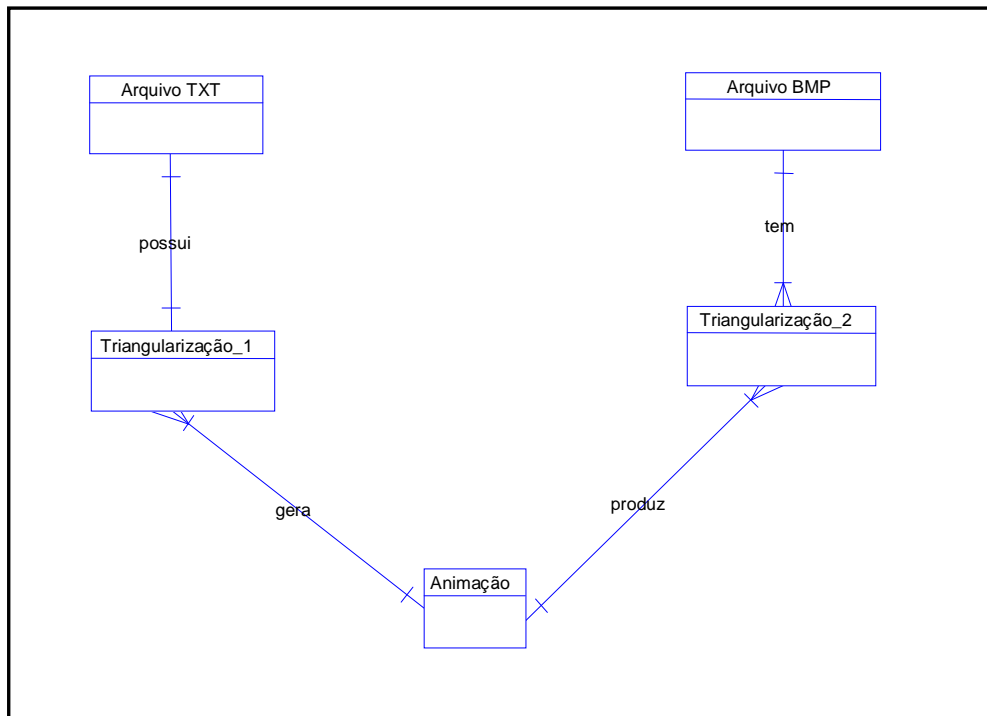 Arquivo TXT
Arquivo BMP
possui
tem
Triangularização_1
Triangularização_2
gera
produz
Animação